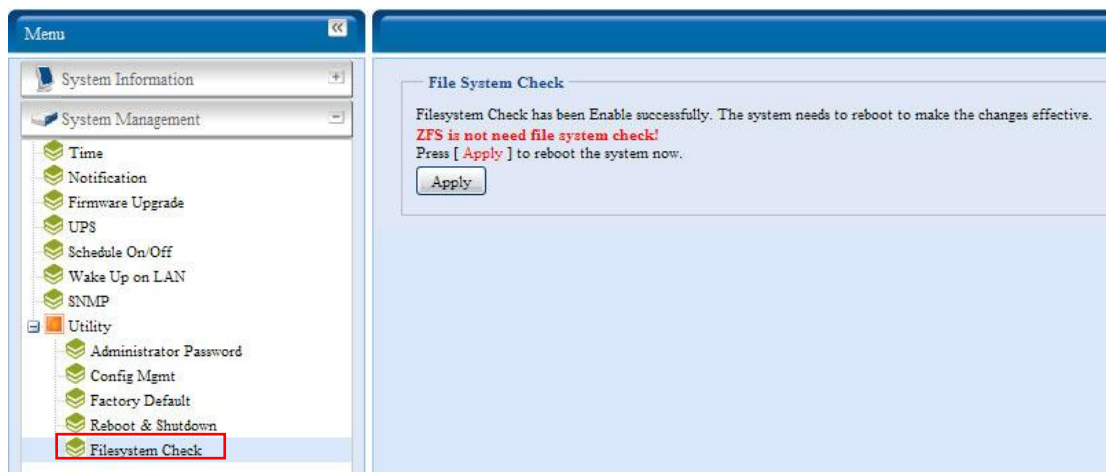 Menu
System Information
System Management
Time
Notification
Firmware Upgrade
UPS
Schedule On/Off
Wake Up on LAN
SNMP
Utility
Administrator Password
Config Mgmt
Factory Default
Reboot & Shutdown
Filesystem Check
File System Check
Filesystem Check has been Enable successfully. The system needs to reboot to make the changes effective.
ZFS is not need file system check!
Press [ Apply ] to reboot the system now.
Apply